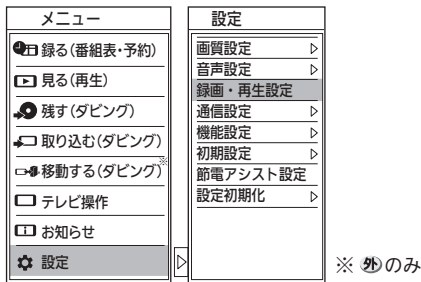 メニュー
録る(番組表・予約)
見る(再生)
残す(ダビング)
取り込む(ダビング)
移動する(ダビング)※
テレビ操作
お知らせ
設定
設定
画質設定
音声設定
録画・再生設定
通信設定
機能設定
初期設定
節電アシスト設定
設定初期化
※ 外のみ